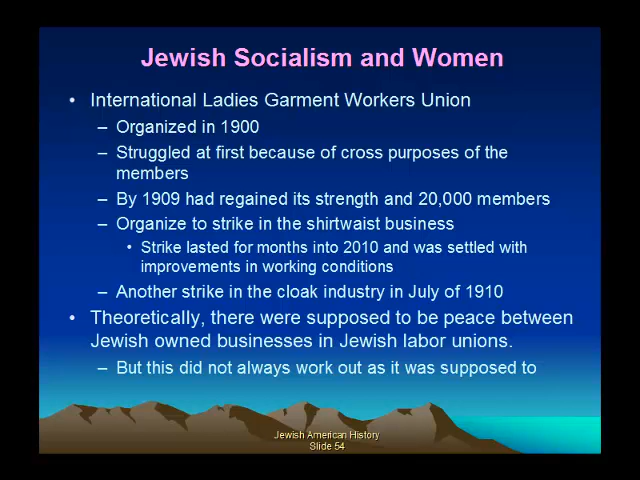 Jewish Socialism and Women
• International Ladies Garment Workers Union
– Organized in 1900
– Struggled at first because of cross purposes of the
members
– By 1909 had regained its strength and 20,000 members
– Organize to strike in the shirtwaist business
• Strike lasted for months into 2010 and was settled with
improvements in working conditions
– Another strike in the cloak industry in July of 1910
• Theoretically, there were supposed to be peace between
Jewish owned businesses in Jewish labor unions.
– But this did not always work out as it was supposed to
Jewish American History
Slide 54